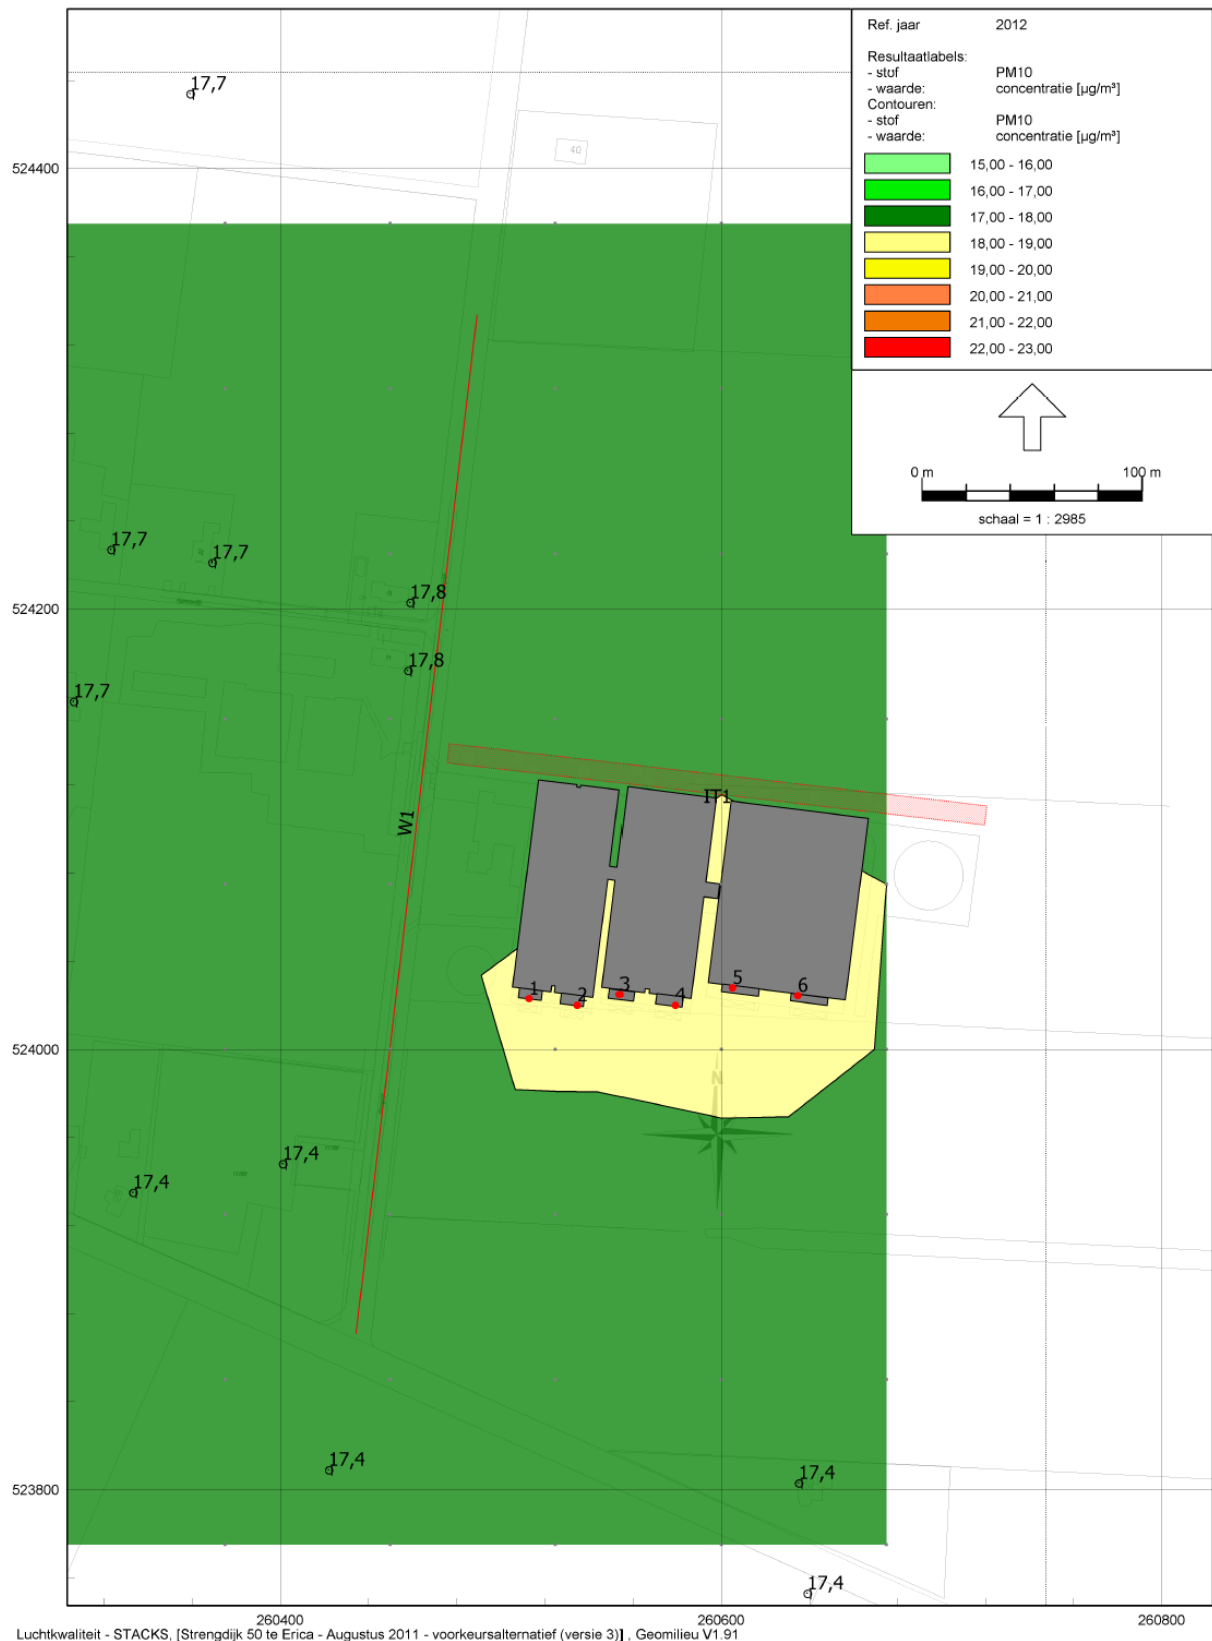 Ref. jaar 2012
Resultaatlabels:
- stof PM10
- waarde: concentratie [µg/m³]
Contouren:
- stof PM10
- waarde: concentratie [µg/m³]
15,00 - 16,00
16,00 - 17,00
17,00 - 18,00
18,00 - 19,00
19,00 - 20,00
20,00 - 21,00
21,00 - 22,00
22,00 - 23,00
0 m 100 m
schaal = 1 : 2985
17,7
40
524400
17,7
17,7
17,8
524200
17,8
17,7
IT1
W1
5
3
6
1
2
4
524000
N
17,4
17,4
17,4
17,4
523800
17,4
260400 260600 260800
Luchtkwaliteit - STACKS, [Strengdijk 50 te Erica - Augustus 2011 - voorkeursalternatief (versie 3)] , Geomilieu V1.91